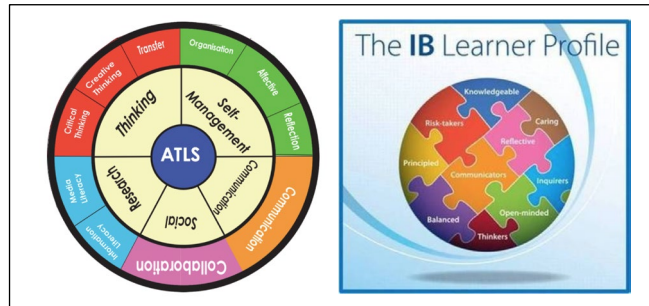 Transfer
Creative
Thinking
Critical Thinking
Organisation
Affective
Reflection
Thinking
Self-
Management
ATLS
Research
Social
Communication
Media
Literacy
Information
Literacy
Collaboration
Communication
The IB Learner Profile
Knowledgeable
Risk-takers
Caring
Reflective
Principled
Communicators
Inquirers
Balanced
Open-minded
Thinkers